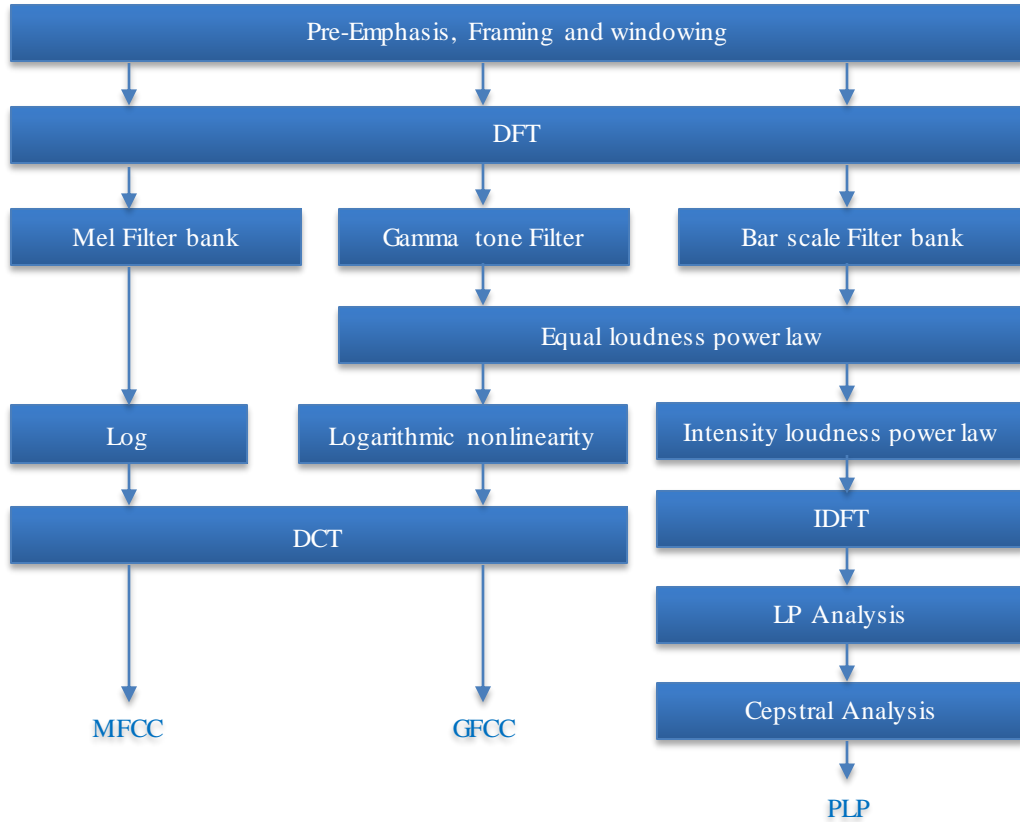 Pre-Emphasis, Framing and windowing
DFT
Mel Filter bank
Gamma tone Filter
Bar scale Filter bank
Equal loudness power law
Log
Logarithmic nonlinearity
Intensity loudness power law
DCT
IDFT
LP Analysis
Cepstral Analysis
MFCC
GFCC
PLP